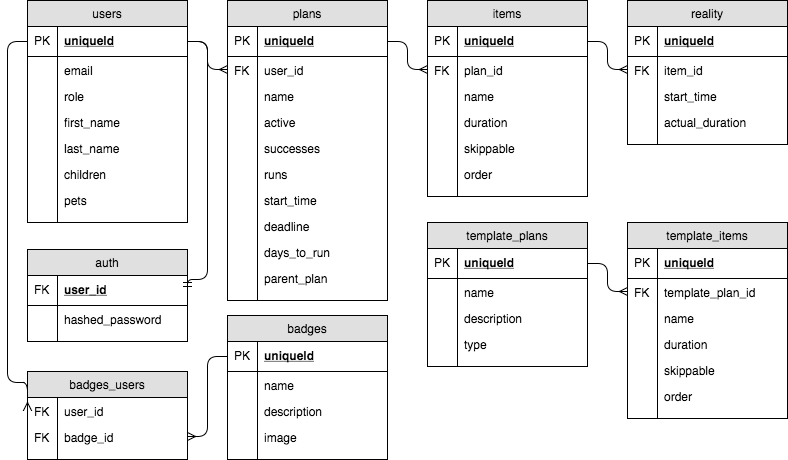 users
PK uniqueId
email
role
first_name
last_name
children
pets
plans
PK uniqueId
FK user_id
name
active
successes
runs
start_time
deadline
days_to_run
parent_plan
items
PK uniqueId
FK plan_id
name
duration
skippable
order
reality
PK uniqueId
FK item_id
start_time
actual_duration
auth
FK user_id
hashed_password
template_plans
PK uniqueId
name
description
type
template_items
PK uniqueId
FK template_plan_id
name
duration
skippable
order
badges_users
FK user_id
FK badge_id
badges
PK uniqueId
name
description
image